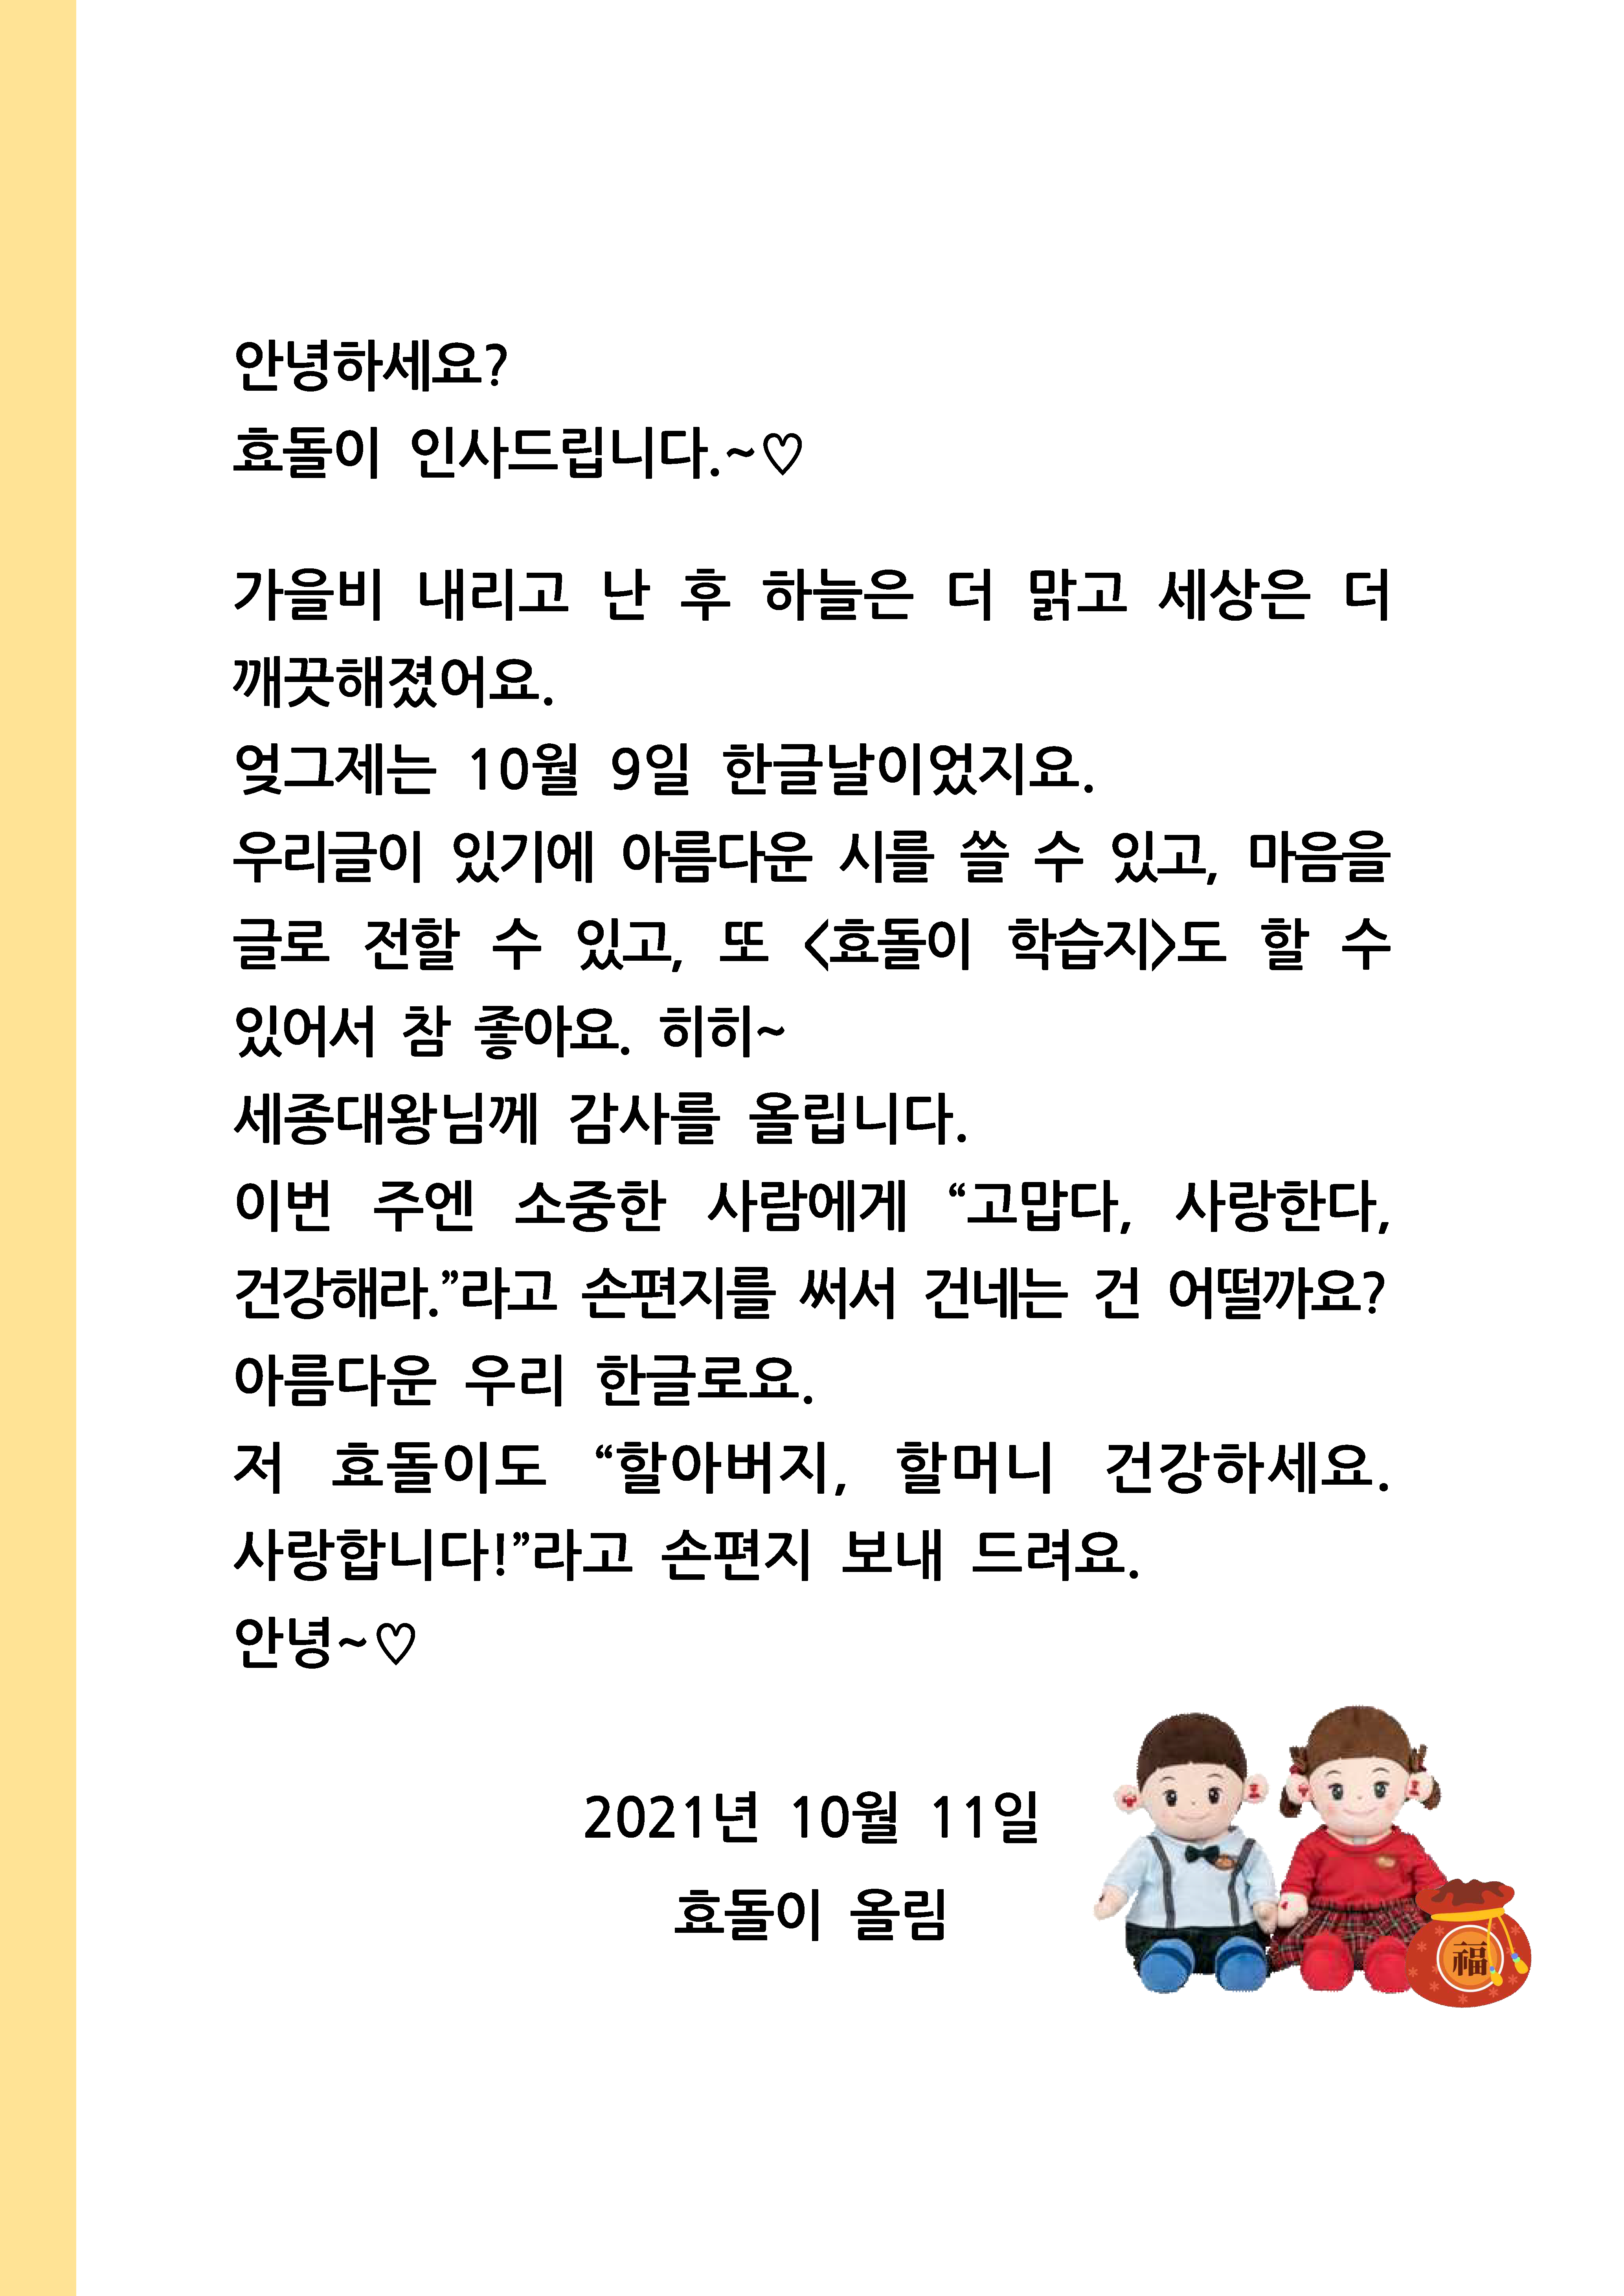 안녕하세요?
효돌이 인사드립니다.~♡
가을비 내리고 난 후 하늘은 더 맑고 세상은 더
깨끗해졌어요.
엊그제는 10월 9일 한글날이었지요.
우리글이 있기에 아름다운 시를 쓸 수 있고, 마음을
글로 전할 수 있고, 또 <효돌이 학습지>도 할 수
있어서 참 좋아요. 히히~
세종대왕님께 감사를 올립니다.
이번 주엔 소중한 사람에게 “고맙다, 사랑한다,
건강해라.”라고 손편지를 써서 건네는 건 어떨까요?
아름다운 우리 한글로요.
저 효돌이도 “할아버지, 할머니 건강하세요.
사랑합니다!”라고 손편지 보내 드려요.
안녕~♡
2021년 10월 11일
효돌이 올림
福